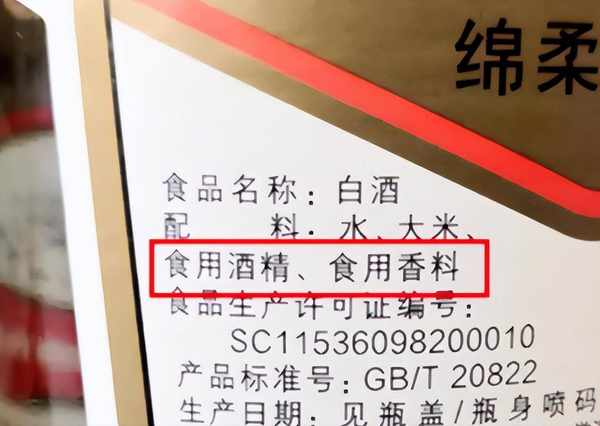 绵柔
食品名称：白酒
配 料：水、大米、
食用酒精、食用香料
食品生产许可证编号：
SC11536098200010
产品标准号：GB/T 20822
生产日期：见瓶盖/瓶身喷码